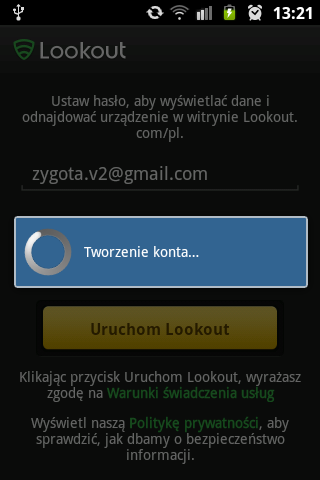 13:21
Lookout
Ustaw hasło, aby wyświetlać dane i
odnajdować urządzenie w witrynie Lookout.
com/pl.
zygota.v2@gmail.com
Tworzenie konta...
Uruchom Lookout
Klikając przycisk Uruchom Lookout, wyrażasz
zgodę na Warunki świadczenia usług
Wyświetl naszą Politykę prywatności, aby
sprawdzić, jak dbamy o bezpieczeństwo
informacji.